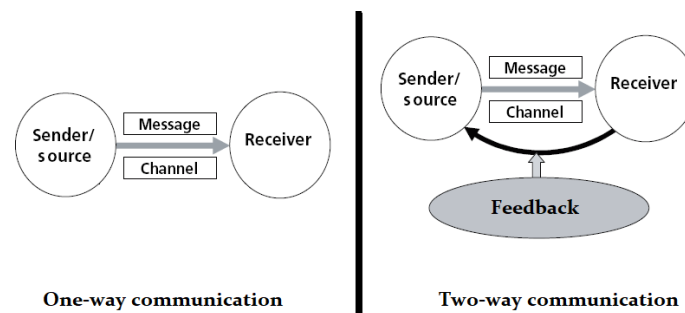 Sender/
source
Message
Channel
Receiver
One-way communication
Sender/
source
Message
Channel
Receiver
Feedback
Two-way communication